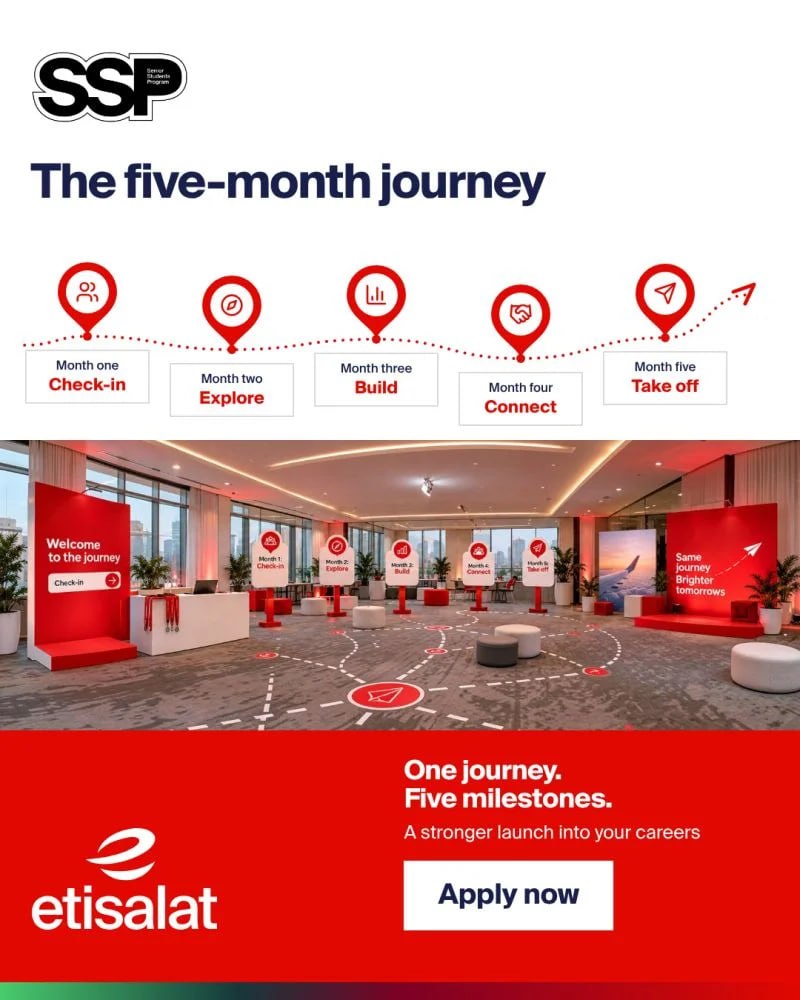 SSP
Senior
Students
Program
The five-month journey
Month one
Check-in
Month two
Explore
Month three
Build
Month four
Connect
Month five
Take off
Welcome
to the journey
Check-in
Month 1:
Check-in
Month 2:
Explore
Month 3:
Build
Month 4:
Connect
Month 5:
Take off
Same
journey
Brighter
tomorrows
One journey.
Five milestones.
A stronger launch into your careers
Apply now
etisalat